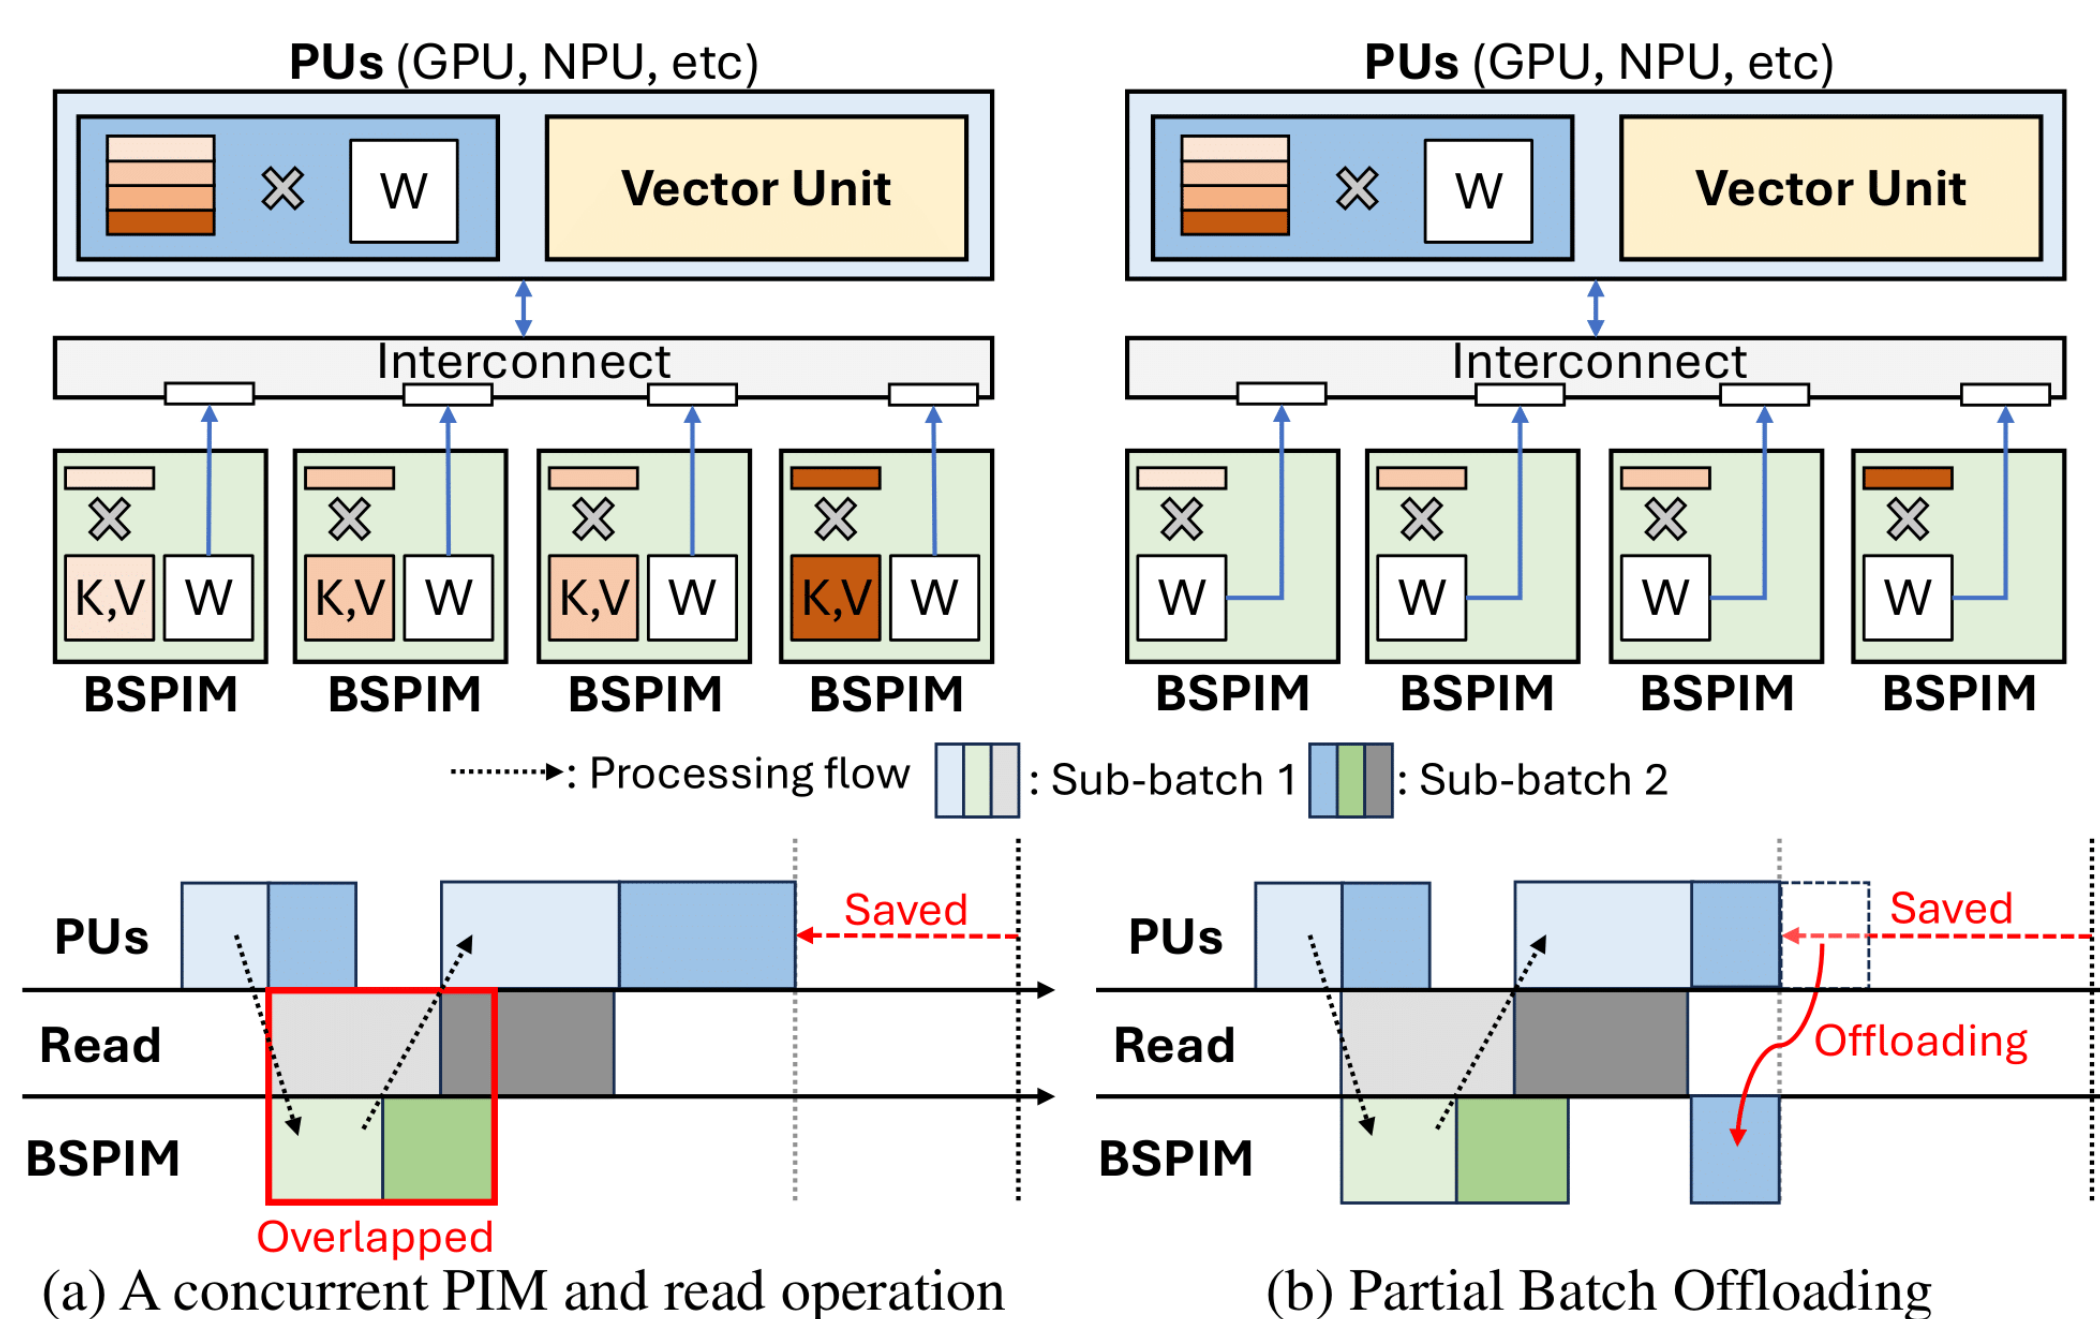 PUs (GPU, NPU, etc)
W
Vector Unit
Interconnect
K,V W K,V W K,V W K,V W
BSPIM BSPIM BSPIM BSPIM
PUs (GPU, NPU, etc)
W
Vector Unit
Interconnect
W W W W
BSPIM BSPIM BSPIM BSPIM
: Processing flow : Sub-batch 1 : Sub-batch 2
PUs
Saved
Read
BSPIM
Overlapped
(a) A concurrent PIM and read operation
PUs
Saved
Read
Offloading
BSPIM
(b) Partial Batch Offloading